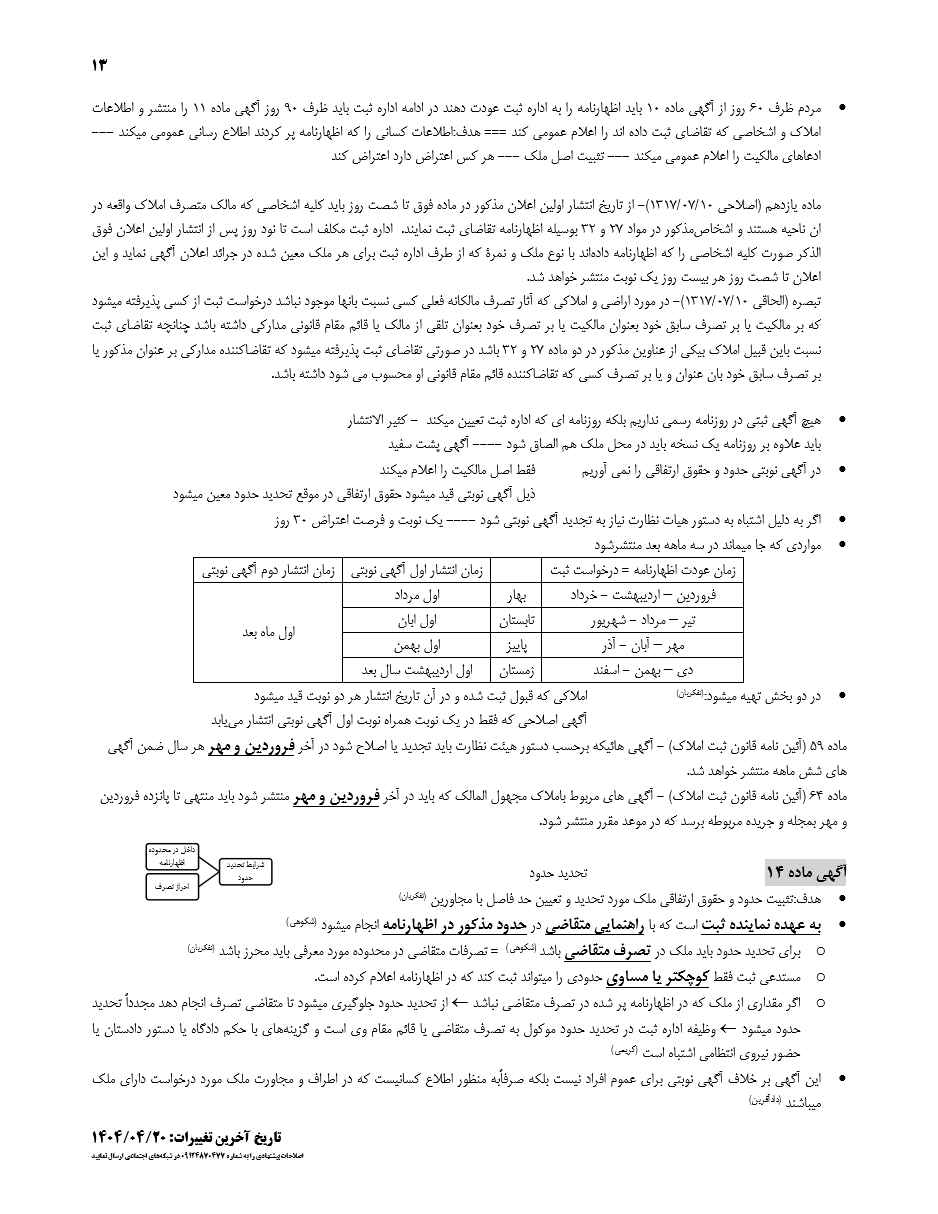 ۱۳
• مردم ظرف ۶۰ روز از آگهی ماده ۱۰ باید اظهارنامه را به اداره ثبت عودت دهند در ادامه اداره ثبت باید ظرف ۹۰ روز آگهی ماده ۱۱ را منتشر و اطلاعات
املاک و اشخاصی که تقاضای ثبت داده اند را اعلام عمومی کند === هدف:اطلاعات کسانی را که اظهارنامه پر کردند اطلاع رسانی عمومی میکند ---
ادعاهای مالکیت را اعلام عمومی میکند --- تثبیت اصل ملک --- هر کس اعتراض دارد اعتراض کند
ماده یازدهم (اصلاحی ۱۳۱۷/۰۷/۱۰)- از تاریخ انتشار اولین اعلان مذکور در ماده فوق تا شصت روز باید کلیه اشخاصی که مالک متصرف املاک واقعه در
ان ناحیه هستند و اشخاص‌مذکور در مواد ۲۷ و ۳۲ بوسیله اظهارنامه تقاضای ثبت نمایند. اداره ثبت مکلف است تا نود روز پس از انتشار اولین اعلان فوق
الذکر صورت کلیه اشخاصی را که اظهارنامه داده‌اند با نوع ملک و نمرۀ که از طرف اداره ثبت برای هر ملک معین شده در جرائد اعلان آگهی نماید و این
اعلان تا شصت روز هر بیست روز یک نوبت منتشر خواهد شد.
تبصره (الحاقی ۱۳۱۷/۰۷/۱۰)- در مورد اراضی و املاکی که آثار تصرف مالکانه فعلی کسی نسبت بانها موجود نباشد درخواست ثبت از کسی پذیرفته میشود
که بر مالکیت یا بر تصرف سابق خود بعنوان مالکیت یا بر تصرف خود بعنوان تلقی از مالک یا قائم مقام قانونی مدارکی داشته باشد چنانچه تقاضای ثبت
نسبت باین قبیل املاک بیکی از عناوین مذکور در دو ماده ۲۷ و ۳۲ باشد در صورتی تقاضای ثبت پذیرفته میشود که تقاضاکننده مدارکی بر عنوان مذکور یا
بر تصرف سابق خود بان عنوان و یا بر تصرف کسی که تقاضاکننده قائم مقام قانونی او محسوب می شود داشته باشد.
• هیچ آگهی ثبتی در روزنامه رسمی نداریم بلکه روزنامه ای که اداره ثبت تعیین میکند - کثیر الانتشار
باید علاوه بر روزنامه یک نسخه باید در محل ملک هم الصاق شود ---- آگهی پشت سفید
• در آگهی نوبتی حدود و حقوق ارتفاقی را نمی آوریم فقط اصل مالکیت را اعلام میکند
ذیل آگهی نوبتی قید میشود حقوق ارتفاقی در موقع تحدید حدود معین میشود
• اگر به دلیل اشتباه به دستور هیات نظارت نیاز به تجدید آگهی نوبتی شود ---- یک نوبت و فرصت اعتراض ۳۰ روز
• مواردی که جا میماند در سه ماهه بعد منتشرشود
زمان عودت اظهارنامه = درخواست ثبت زمان انتشار اول آگهی نوبتی زمان انتشار دوم آگهی نوبتی
فروردین – اردیبهشت - خرداد بهار اول مرداد
تیر – مرداد - شهریور تابستان اول ابان
اول ماه بعد
مهر – آبان - آذر پاییز اول بهمن
دی – بهمن - اسفند زمستان اول اردیبهشت سال بعد
• در دو بخش تهیه میشود:(تفکریان) املاکی که قبول ثبت شده و در آن تاریخ انتشار هر دو نوبت قید میشود
آگهی اصلاحی که فقط در یک نوبت همراه نوبت اول آگهی نوبتی انتشار می‌یابد
ماده ۵۹ (آئین نامه قانون ثبت املاک) - آگهی هائیکه برحسب دستور هیئت نظارت باید تجدید یا اصلاح شود در آخر فروردین و مهر هر سال ضمن آگهی
های شش ماهه منتشر خواهد شد.
ماده ۶۴ (آئین نامه قانون ثبت املاک) - آگهی های مربوط باملاک مجهول المالک که باید در آخر فروردین و مهر منتشر شود باید منتهی تا پانزده فروردین
و مهر بمجله و جریده مربوطه برسد که در موعد مقرر منتشر شود.
آگهی ماده ۱۴ تحدید حدود
شرایط تحدید حدود
داخل در محدوده اظهارنامه
احراز تصرف
• هدف:تثبیت حدود و حقوق ارتفاقی ملک مورد تحدید و تعیین حد فاصل با مجاورین (تفکریان)
• به عهده نماینده ثبت است که با راهنمایی متقاضی در حدود مذکور در اظهارنامه انجام میشود (شکوهی)
○ برای تحدید حدود باید ملک در تصرف متقاضی باشد (شکوهی) = تصرفات متقاضی در محدوده مورد معرفی باید محرز باشد (تفکریان)
○ مستدعی ثبت فقط کوچکتر یا مساوی حدودی را میتواند ثبت کند که در اظهارنامه اعلام کرده است.
○ اگر مقداری از ملک که در اظهارنامه پر شده در تصرف متقاضی نباشد ← از تحدید حدود جلوگیری میشود تا متقاضی تصرف انجام دهد مجدداً تحدید
حدود میشود ← وظیفه اداره ثبت در تحدید حدود موکول به تصرف متقاضی یا قائم مقام وی است و گزینه‌های با حکم دادگاه یا دستور دادستان یا
حضور نیروی انتظامی اشتباه است (کریمی)
• این آگهی بر خلاف آگهی نوبتی برای عموم افراد نیست بلکه صرفاًبه منظور اطلاع کسانیست که در اطراف و مجاورت ملک مورد درخواست دارای ملک
میباشند (دادآفرین)
تاریخ آخرین تغییرات: ۱۴۰۴/۰۴/۲۰
اصلاحات پیشنهادی را به شماره ۰۹۱۲۴۸۷۰۴۷۷ در شبکه‌های اجتماعی ارسال نمایید